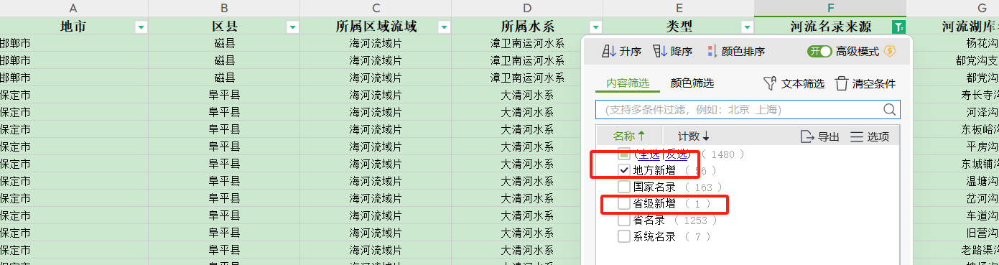 A B C D E F G
地市 区县 所属区域流域 所属水系 类型 河流名录来源 河流湖库
邯郸市 磁县 海河流域片 漳卫南运河水系 杨花沟
升序 降序 颜色排序 开 高级模式
邯郸市 磁县 海河流域片 漳卫南运河水系 都党沟支
邯郸市 磁县 海河流域片 漳卫南运河水系 都党沟
内容筛选 颜色筛选 文本筛选 清空条件
保定市 阜平县 海河流域片 大清河水系 寿长寺沟
保定市 阜平县 海河流域片 大清河水系 河泽沟
(支持多条件过滤，例如：北京 上海)
保定市 阜平县 海河流域片 大清河水系 东板峪沟
名称 计数 导出 选项
保定市 阜平县 海河流域片 大清河水系 平房沟
(全选|反选) ( 1480 )
保定市 阜平县 海河流域片 大清河水系 东城铺沟
地方新增 ( 56 )
保定市 阜平县 海河流域片 大清河水系 温塘沟
国家名录 ( 163 )
保定市 阜平县 海河流域片 大清河水系 岔河沟
省级新增 ( 1 )
保定市 阜平县 海河流域片 大清河水系 车道沟
省名录 ( 1253 )
保定市 阜平县 海河流域片 大清河水系 旧营沟
系统名录 ( 7 )
保定市 阜平县 海河流域片 大清河水系 老路渠沟
保定市 阜平县 海河流域片 大清河水系